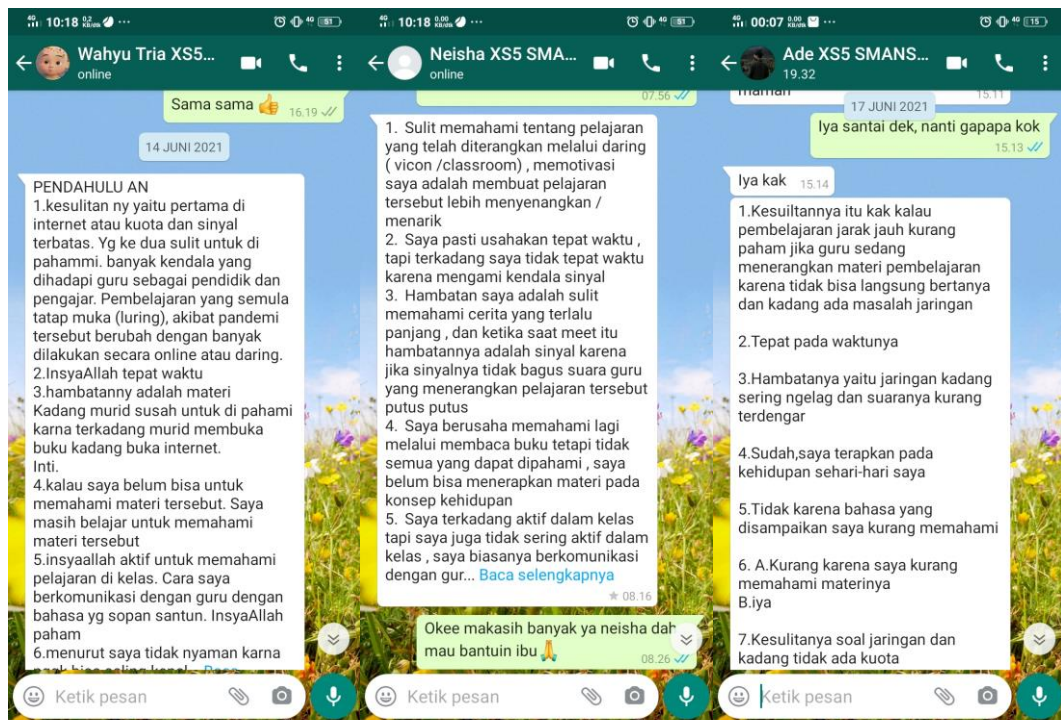 10:18
51
Wahyu Tria XS5...
online
Sama sama 👍 16.19
14 JUNI 2021
PENDAHULU AN
1.kesulitan ny yaitu pertama di
internet atau kuota dan sinyal
terbatas. Yg ke dua sulit untuk di
pahammi. banyak kendala yang
dihadapi guru sebagai pendidik dan
pengajar. Pembelajaran yang semula
tatap muka (luring), akibat pandemi
tersebut berubah dengan banyak
dilakukan secara online atau daring.
2.InsyaAllah tepat waktu
3.hambatanny adalah materi
Kadang murid susah untuk di pahami
karna terkadang murid membuka
buku kadang buka internet.
Inti.
4.kalau saya belum bisa untuk
memahami materi tersebut. Saya
masih belajar untuk memahami
materi tersebut
5.insyaallah aktif untuk memahami
pelajaran di kelas. Cara saya
berkomunikasi dengan guru dengan
bahasa yg sopan santun. InsyaAllah
paham
6.menurut saya tidak nyaman karna
Ketik pesan
10:18
51
Neisha XS5 SMA...
online
07.56
1. Sulit memahami tentang pelajaran
yang telah diterangkan melalui daring
( vicon /classroom) , memotivasi
saya adalah membuat pelajaran
tersebut lebih menyenangkan /
menarik
2. Saya pasti usahakan tepat waktu ,
tapi terkadang saya tidak tepat waktu
karena mengami kendala sinyal
3. Hambatan saya adalah sulit
memahami cerita yang terlalu
panjang , dan ketika saat meet itu
hambatannya adalah sinyal karena
jika sinyalnya tidak bagus suara guru
yang menerangkan pelajaran tersebut
putus putus
4. Saya berusaha memahami lagi
melalui membaca buku tetapi tidak
semua yang dapat dipahami , saya
belum bisa menerapkan materi pada
konsep kehidupan
5. Saya terkadang aktif dalam kelas
tapi saya juga tidak sering aktif dalam
kelas , saya biasanya berkomunikasi
dengan gur... Baca selengkapnya
★ 08.16
Okee makasih banyak ya neisha dah
mau bantuin ibu 🙏 08.26
Ketik pesan
00:07
15
Ade XS5 SMANS...
19.32
15.11
17 JUNI 2021
Iya santai dek, nanti gapapa kok
15.13
Iya kak 15.14
1.Kesuiltannya itu kak kalau
pembelajaran jarak jauh kurang
paham jika guru sedang
menerangkan materi pembelajaran
karena tidak bisa langsung bertanya
dan kadang ada masalah jaringan
2.Tepat pada waktunya
3.Hambatanya yaitu jaringan kadang
sering ngelag dan suaranya kurang
terdengar
4.Sudah,saya terapkan pada
kehidupan sehari-hari saya
5.Tidak karena bahasa yang
disampaikan saya kurang memahami
6. A.Kurang karena saya kurang
memahami materinya
B.iya
7.Kesulitanya soal jaringan dan
kadang tidak ada kuota
Ketik pesan